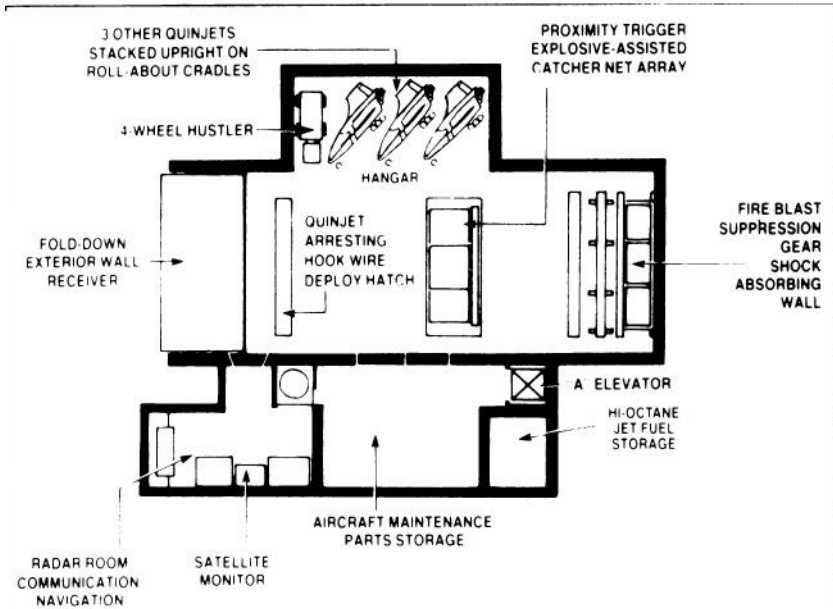 3 OTHER QUINJETS
STACKED UPRIGHT ON
ROLL-ABOUT CRADLES
PROXIMITY TRIGGER
EXPLOSIVE-ASSISTED
CATCHER NET ARRAY
4-WHEEL HUSTLER
HANGAR
FOLD-DOWN
EXTERIOR WALL
RECEIVER
QUINJET
ARRESTING
HOOK WIRE
DEPLOY HATCH
FIRE BLAST
SUPPRESSION
GEAR
SHOCK
ABSORBING
WALL
A' ELEVATOR
HI-OCTANE
JET FUEL
STORAGE
AIRCRAFT MAINTENANCE
PARTS STORAGE
RADAR ROOM
COMMUNICATION
NAVIGATION
SATELLITE
MONITOR